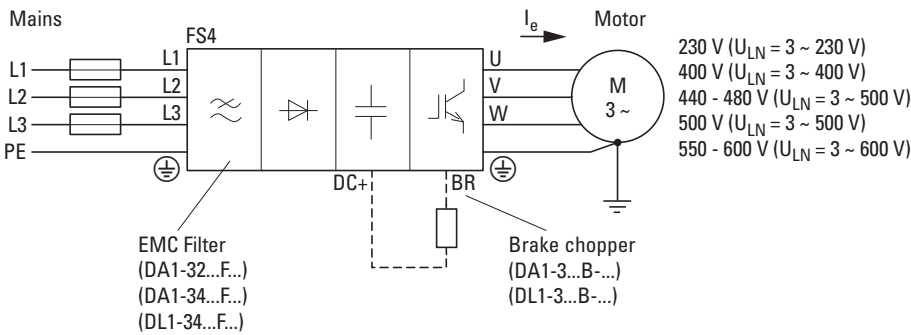 Mains
FS4
I_e
Motor
L1
L2
L3
PE
L1
L2
L3
U
V
W
M
3 ~
230 V (U_LN = 3 ~ 230 V)
400 V (U_LN = 3 ~ 400 V)
440 - 480 V (U_LN = 3 ~ 500 V)
500 V (U_LN = 3 ~ 500 V)
550 - 600 V (U_LN = 3 ~ 600 V)
DC+
BR
EMC Filter
(DA1-32...F...)
(DA1-34...F...)
(DL1-34...F...)
Brake chopper
(DA1-3...B-...)
(DL1-3...B-...)